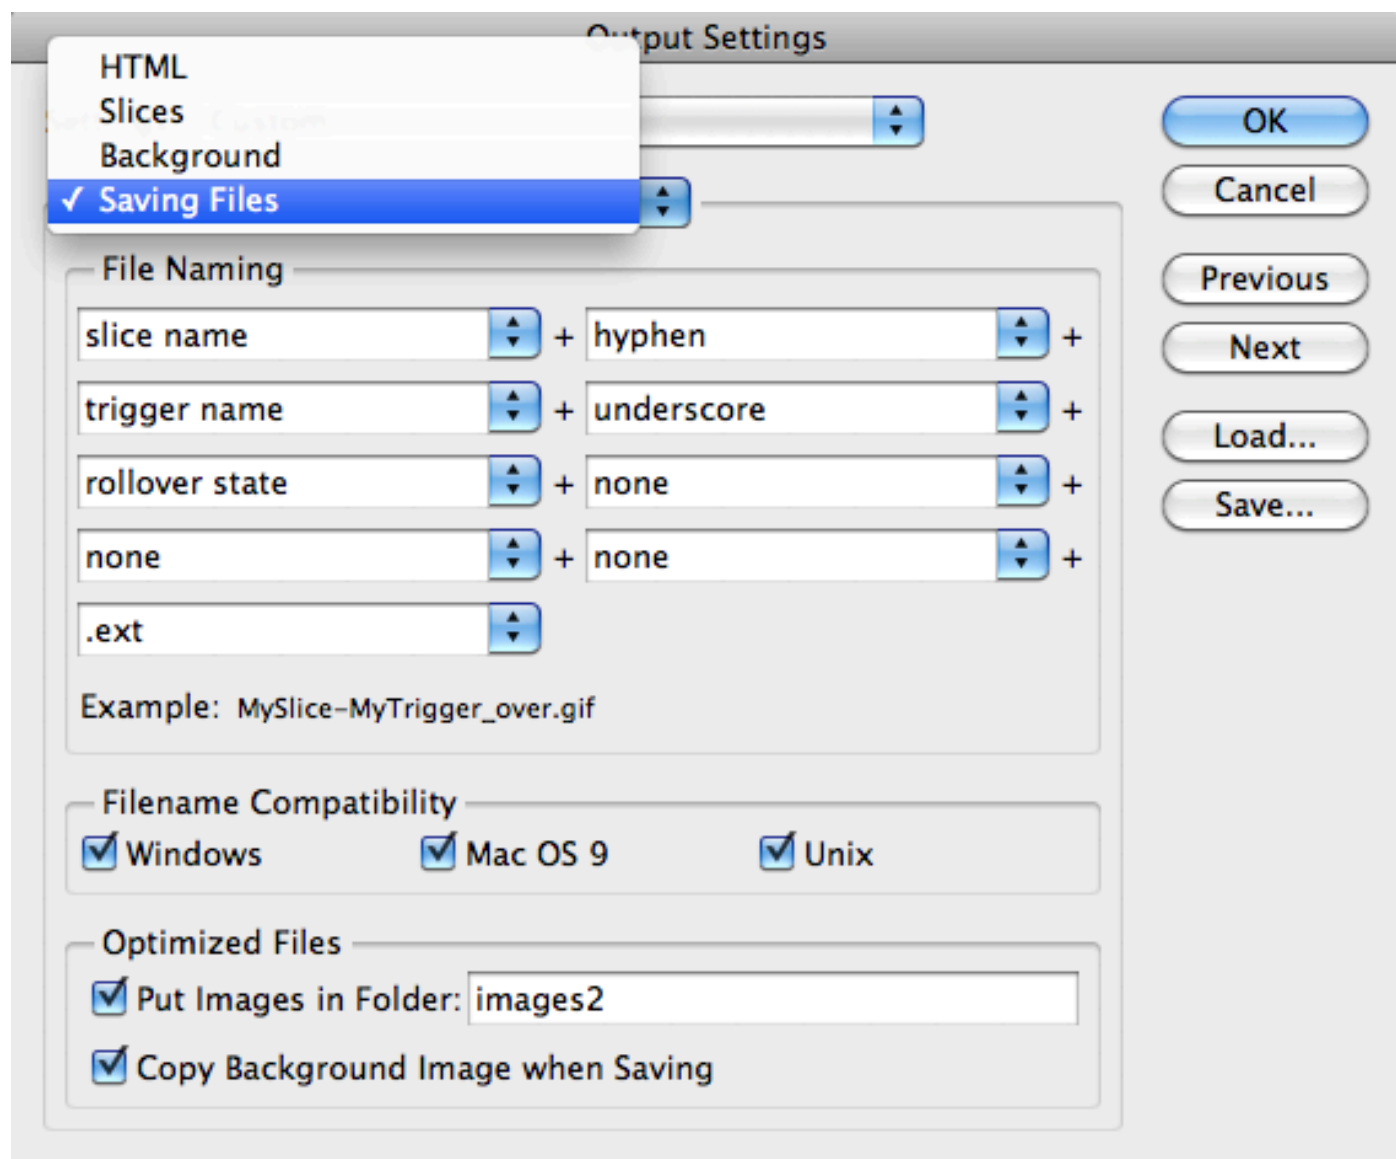 Output Settings
HTML
Slices
Background
✓ Saving Files
OK
Cancel
Previous
Next
Load...
Save...
File Naming
slice name + hyphen +
trigger name + underscore +
rollover state + none +
none + none +
.ext
Example: MySlice-MyTrigger_over.gif
Filename Compatibility
Windows Mac OS 9 Unix
Optimized Files
Put Images in Folder: images2
Copy Background Image when Saving